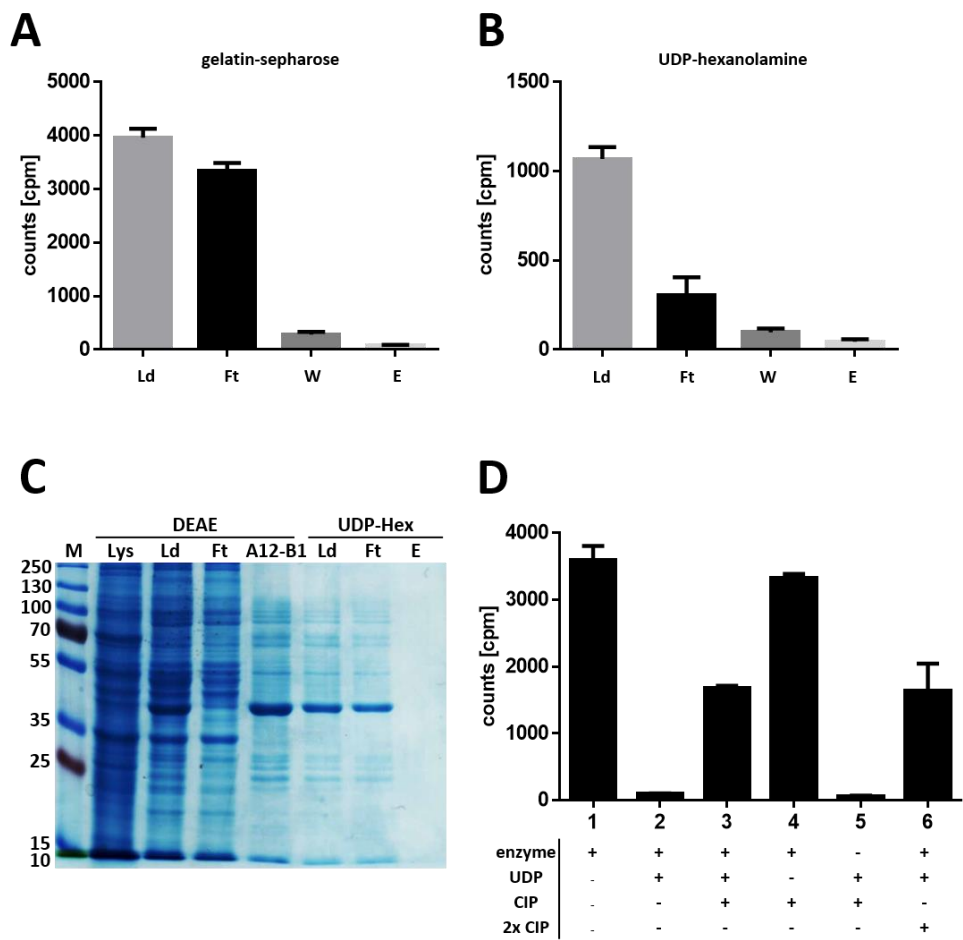 A
gelatin-sepharose
5000
4000
3000
2000
1000
0
counts [cpm]
Ld Ft W E
B
UDP-hexanolamine
1500
1000
500
0
counts [cpm]
Ld Ft W E
C
DEAE UDP-Hex
M Lys Ld Ft A12-B1 Ld Ft E
250
130
100
70
55
35
25
15
10
D
4000
3000
2000
1000
0
counts [cpm]
1 2 3 4 5 6
enzyme + + + + - +
UDP - + + - + +
CIP - - + + + -
2x CIP - - - - - +